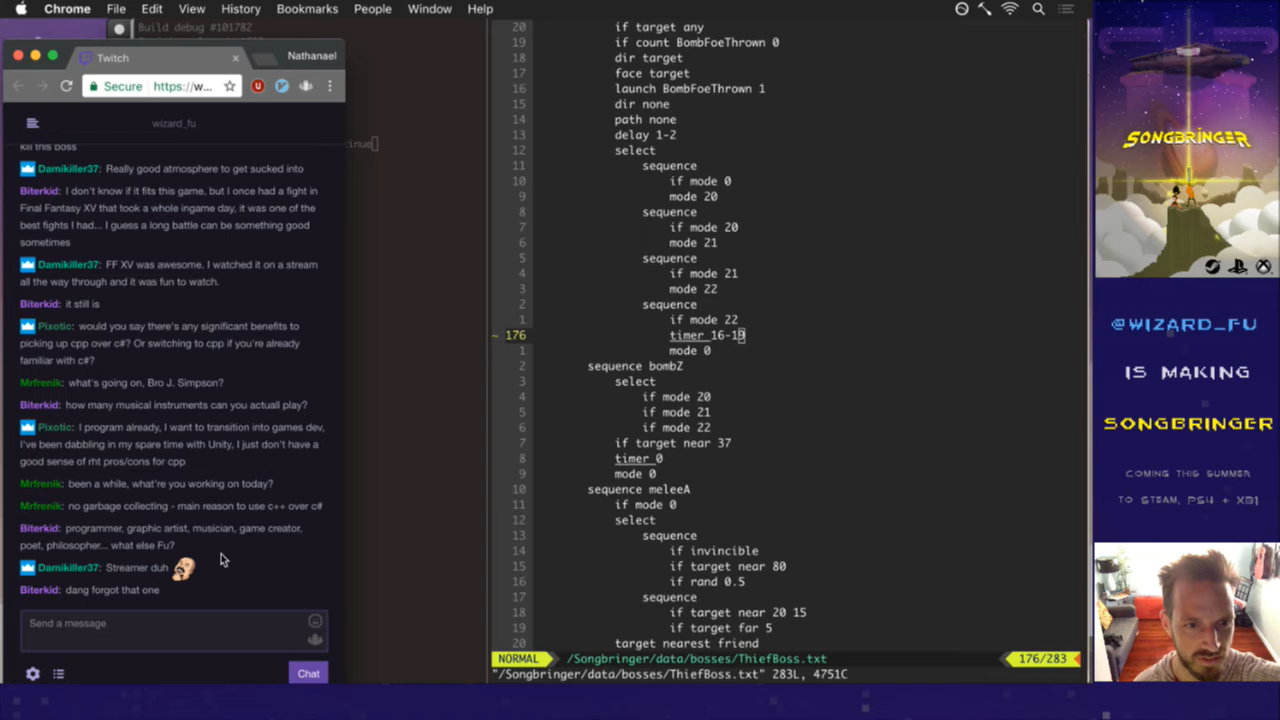 Chrome File Edit View History Bookmarks People Window Help
Build debug #10178Z
Twitch
Nathanael
Secure https://w...
wizard_fu
kill this boss
Damikiller37: Really good atmosphere to get sucked into
Biterkid: I don't know if it fits this game, but I once had a fight in
Final Fantasy XV that took a whole ingame day, it was one of the
best fights I had... I guess a long battle can be something good
sometimes
Damikiller37: FF XV was awesome. I watched it on a stream
all the way through and it was fun to watch.
Biterkid: it still is
Pixotic: would you say there's any significant benefits to
picking up cpp over c#? Or switching to cpp if you're already
familiar with c#?
Mrfrenik: what's going on, Bro J. Simpson?
Biterkid: how many musical instruments can you actuall play?
Pixotic: I program already, I want to transition into games dev,
I've been dabbling in my spare time with Unity, I just don't have a
good sense of rht pros/cons for cpp
Mrfrenik: been a while, what're you working on today?
Mrfrenik: no garbage collecting - main reason to use c++ over c#
Biterkid: programmer, graphic artist, musician, game creator,
poet, philosopher... what else Fu?
Damikiller37: Streamer duh
Biterkid: dang forgot that one
Send a message
Chat
tinue
20 if target any
19 if count BombFoeThrown 0
18 dir target
17 face target
16 launch BombFoeThrown 1
15 dir none
14 path none
13 delay 1-2
12 select
11 sequence
10 if mode 0
9 mode 20
8 sequence
7 if mode 20
6 mode 21
5 sequence
4 if mode 21
3 mode 22
2 sequence
1 if mode 22
~ 176 timer 16-19
1 mode 0
2 sequence bombZ
3 select
4 if mode 20
5 if mode 21
6 if mode 22
7 if target near 37
8 timer 0
9 mode 0
10 sequence meleeA
11 if mode 0
12 select
13 sequence
14 if invincible
15 if target near 80
16 if rand 0.5
17 sequence
18 if target near 20 15
19 if target far 5
20 target nearest friend
NORMAL /Songbringer/data/bosses/ThiefBoss.txt 176/283
"/Songbringer/data/bosses/ThiefBoss.txt" 283L, 4751C
SONGBRINGER
@WIZARD_FU
IS MAKING
SONGBRINGER
COMING THIS SUMMER
TO STEAM, PS4 + XB1